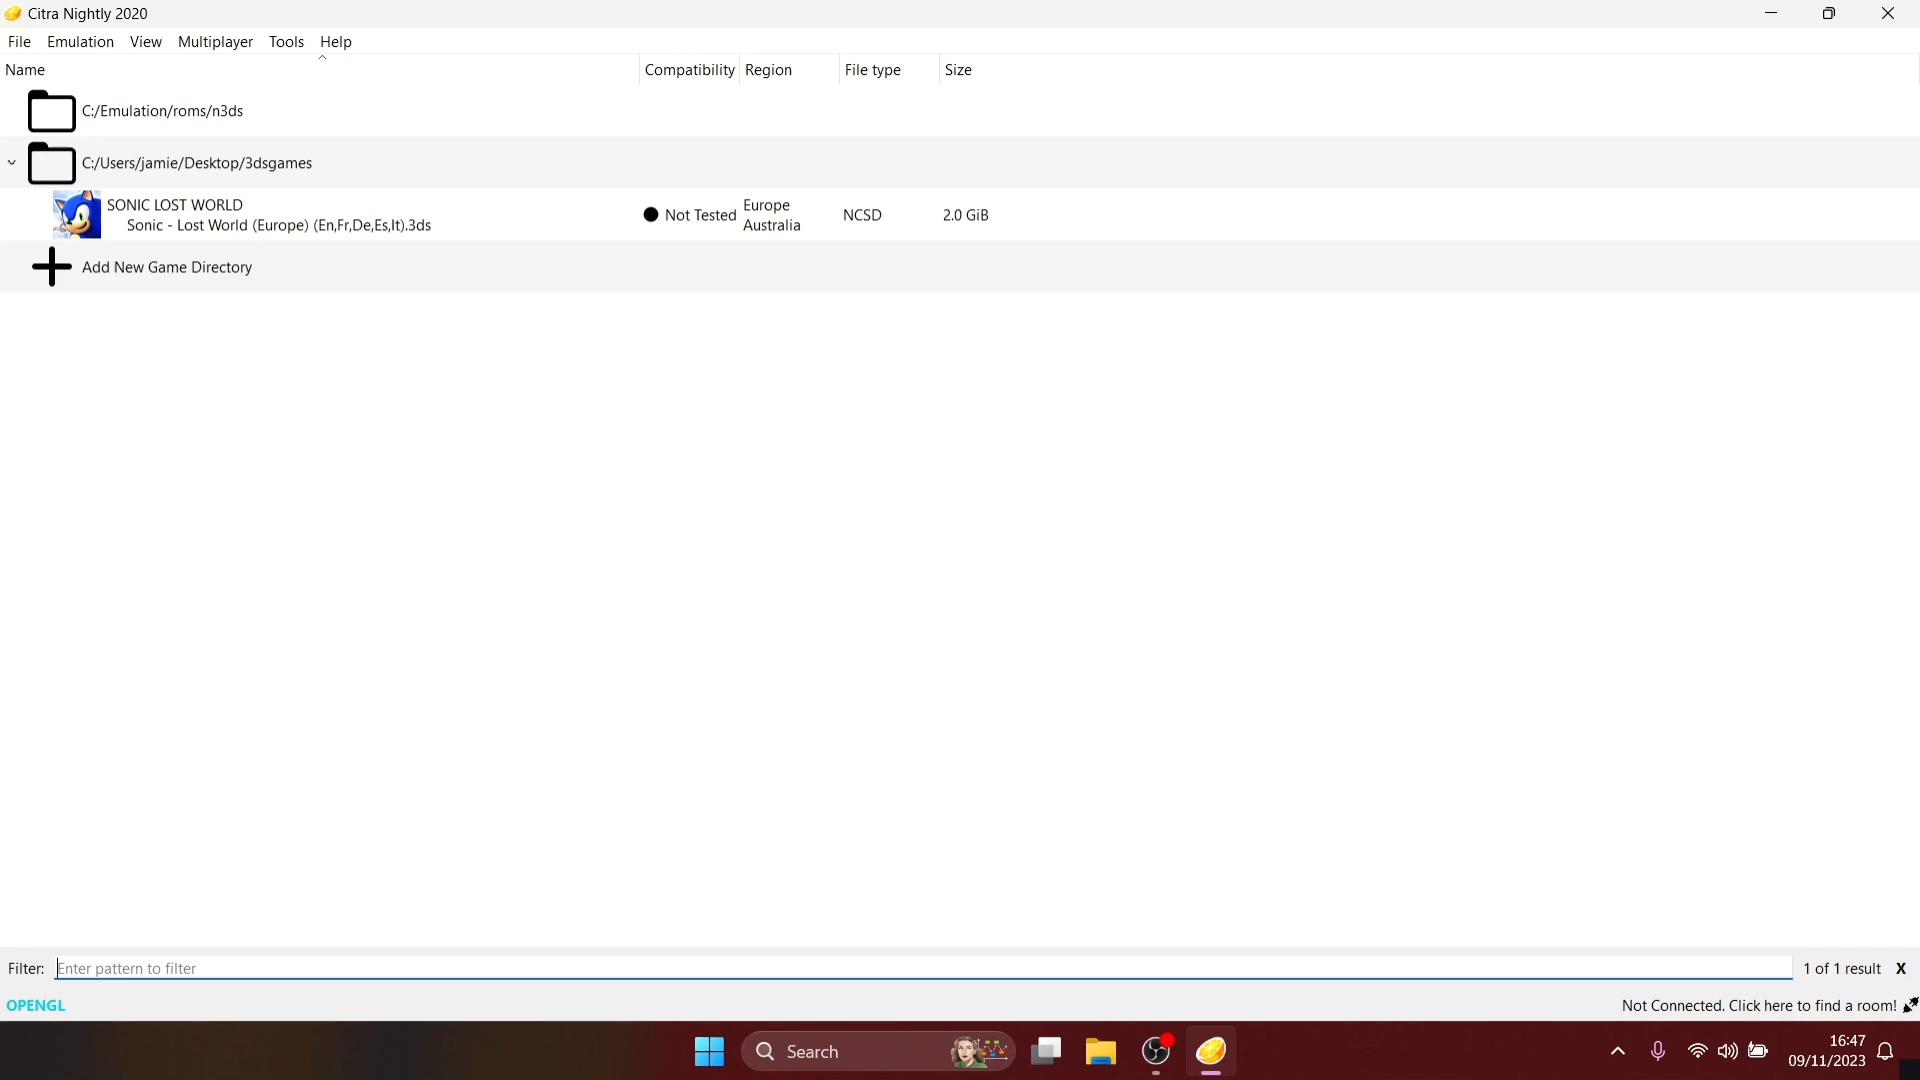 Citra Nightly 2020
File Emulation View Multiplayer Tools Help
Name Compatibility Region File type Size
C:/Emulation/roms/n3ds
C:/Users/jamie/Desktop/3dsgames
SONIC LOST WORLD
Sonic - Lost World (Europe) (En,Fr,De,Es,It).3ds
Not Tested
Europe
Australia
NCSD
2.0 GiB
Add New Game Directory
Filter: Enter pattern to filter 1 of 1 result X
OPENGL Not Connected. Click here to find a room!
Search
16:47
09/11/2023